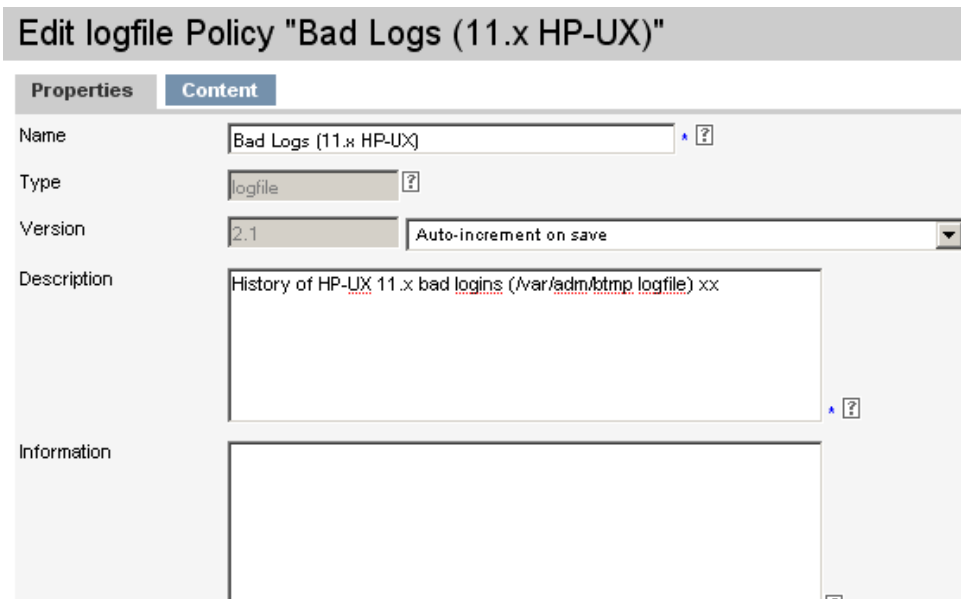 Edit logfile Policy "Bad Logs (11.x HP-UX)"
Properties Content
Name Bad Logs (11.x HP-UX) * ?
Type logfile ?
Version 2.1 Auto-increment on save
Description History of HP-UX 11.x bad logins (/var/adm/btmp logfile) xx
* ?
Information